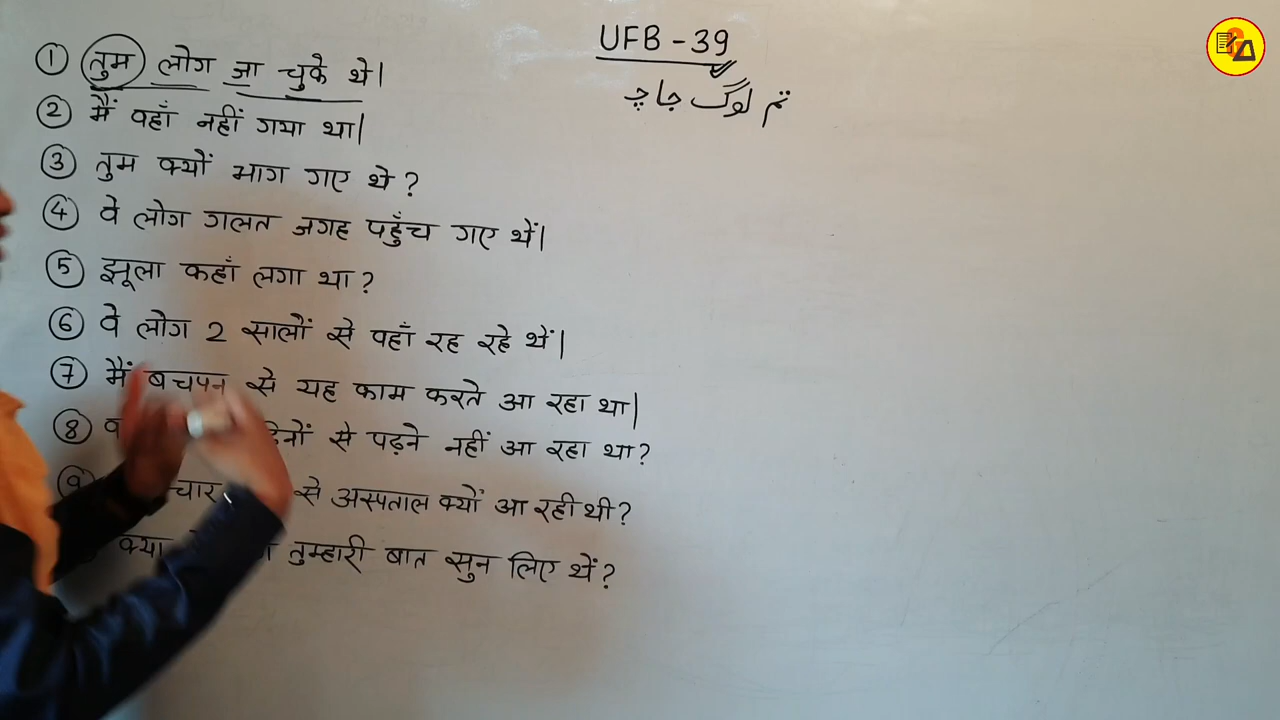 UFB - 39
① तुम लोग जा चुके थे।
تم لوگ جا چ
② मैं वहाँ नहीं गया था।
③ तुम क्यों भाग गए थे?
④ वे लोग गलत जगह पहुँच गए थें।
⑤ झूला कहाँ लगा था?
⑥ वे लोग 2 सालों से वहाँ रह रहे थें।
⑦ मैं बचपन से यह काम करते आ रहा था।
⑧ से पढ़ने नहीं आ रहा था?
⑨ चार से अस्पताल क्यों आ रही थी?
क्या तुम्हारी बात सुन लिए थें?